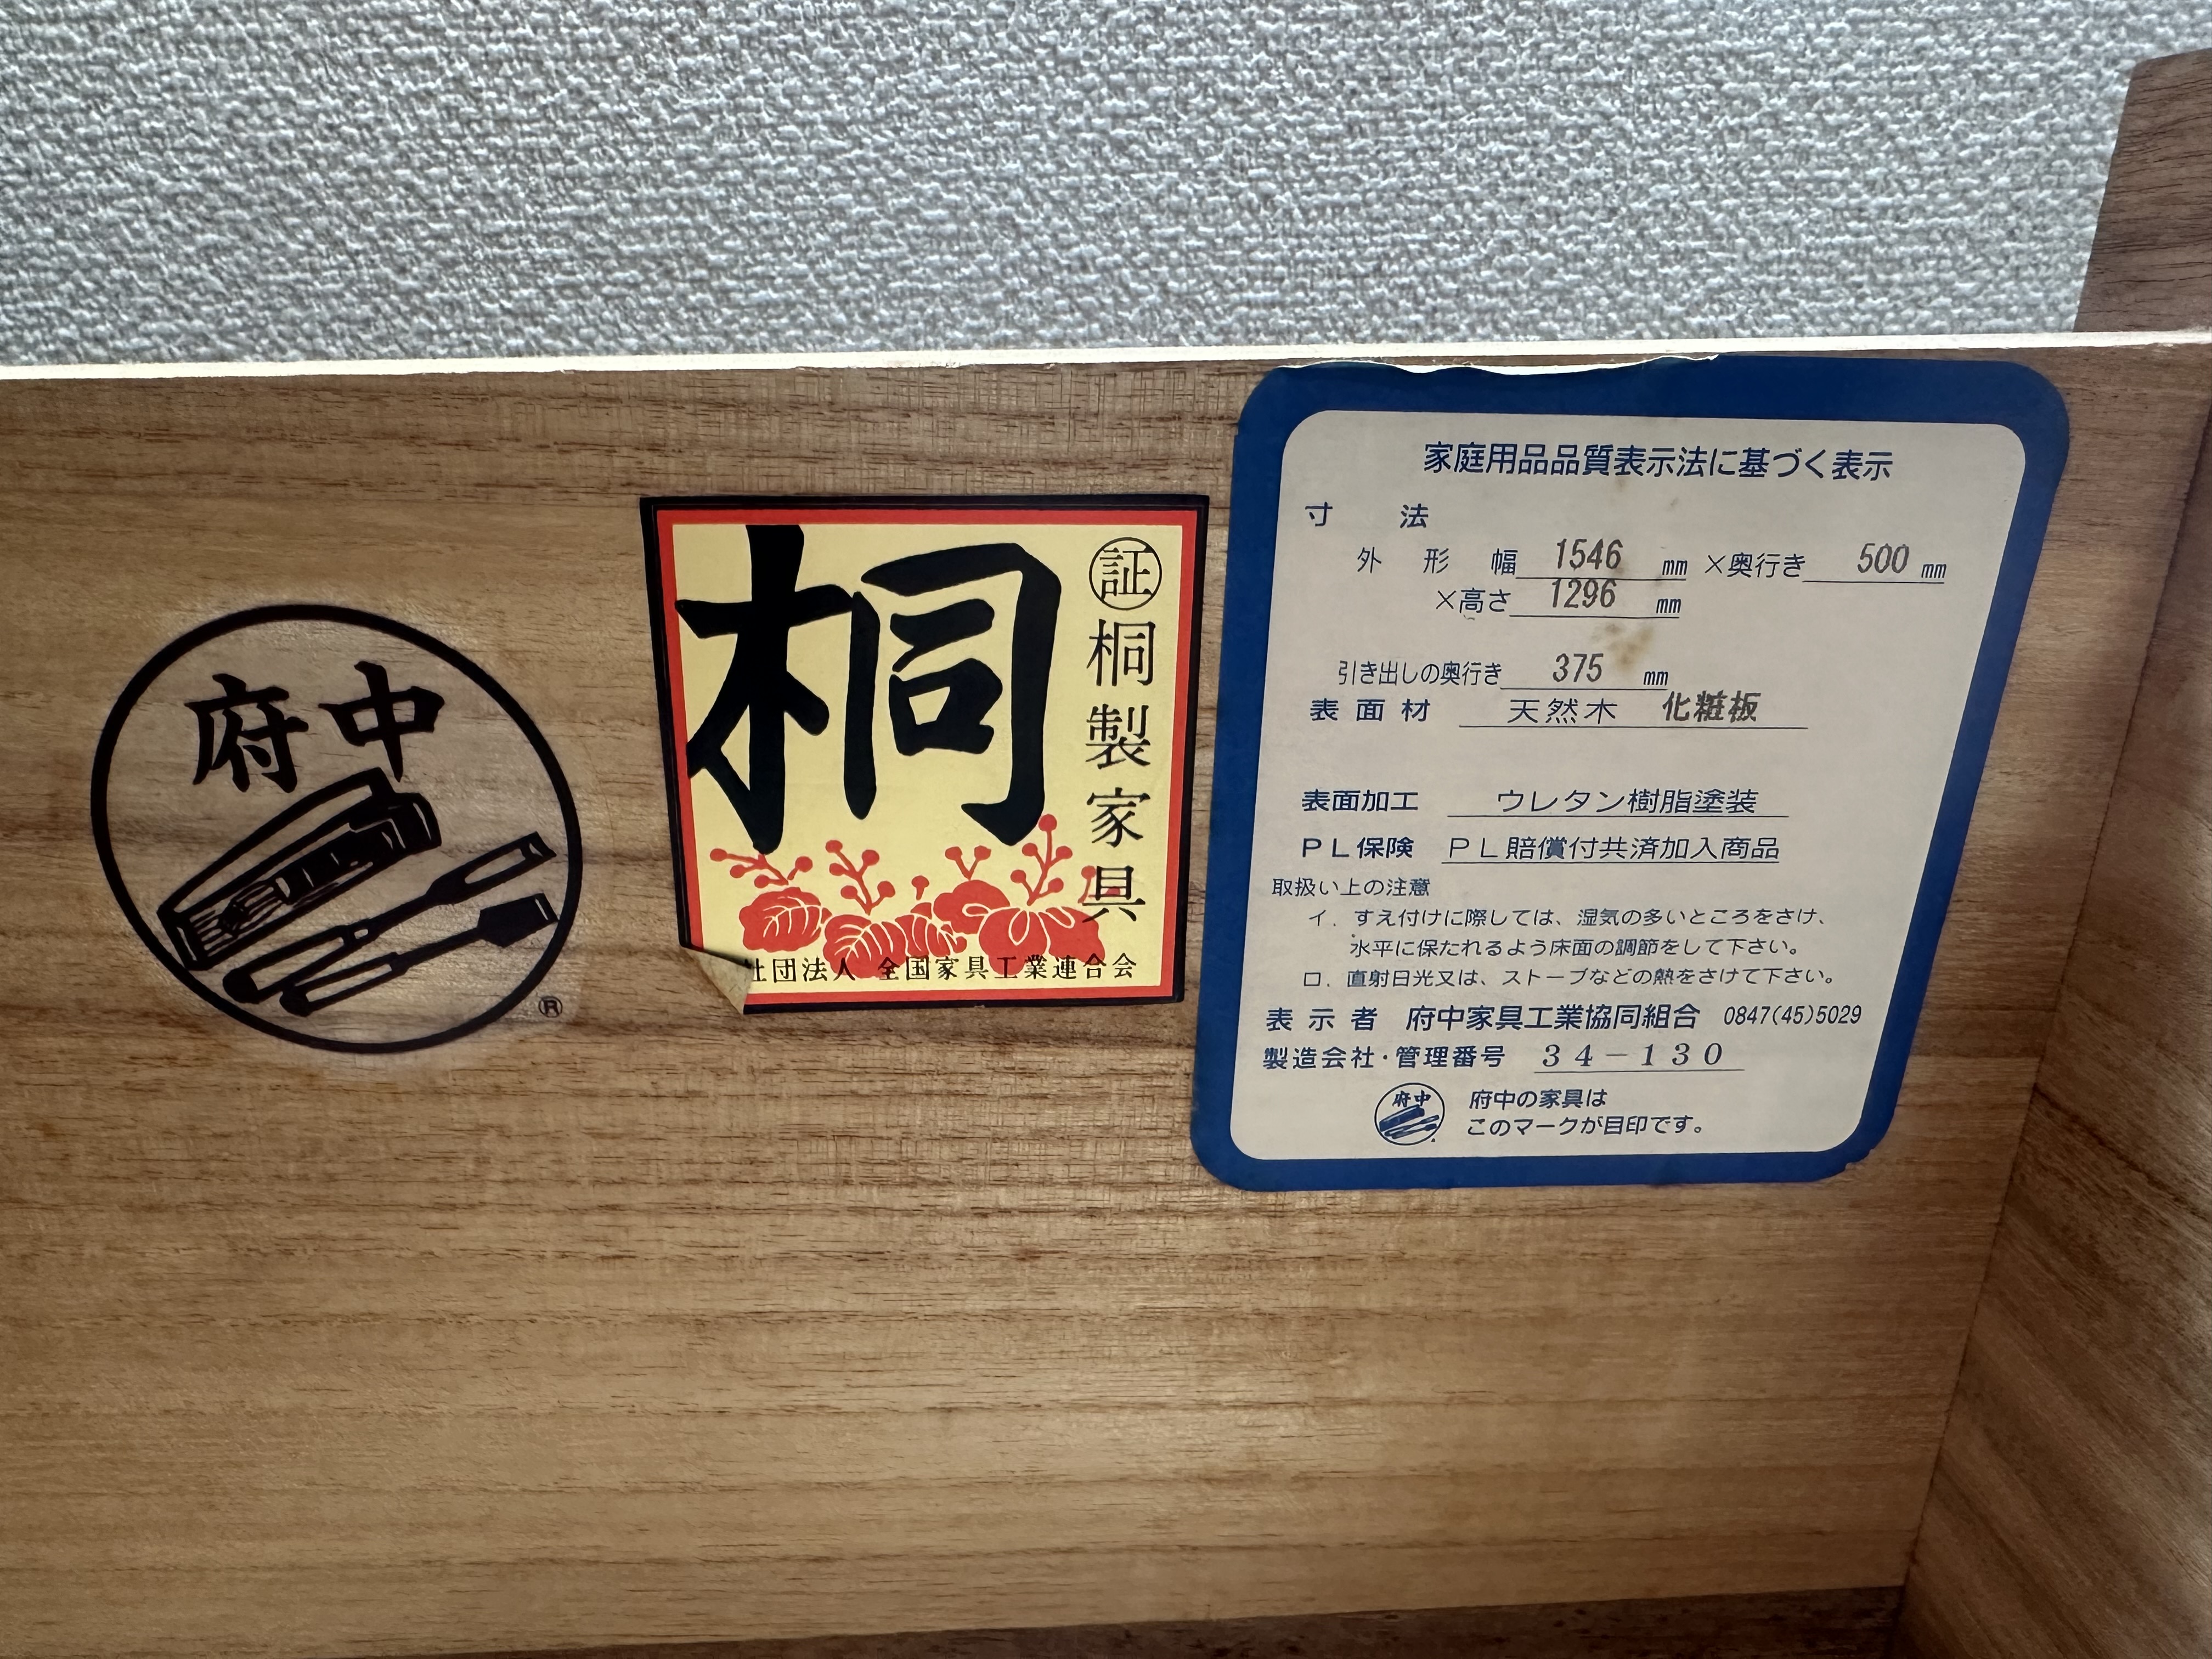 府中
®
桐
証
桐製家具
社団法人 全国家具工業連合会
家庭用品品質表示法に基づく表示
寸 法
外 形 幅 1546 mm ×奥行き 500 mm
×高さ 1296 mm
引き出しの奥行き 375 mm
表面材 天然木 化粧板
表面加工 ウレタン樹脂塗装
PL保険 PL賠償付共済加入商品
取扱い上の注意
イ. すえ付けに際しては、湿気の多いところをさけ、
水平に保たれるよう床面の調節をして下さい。
ロ. 直射日光又は、ストーブなどの熱をさけて下さい。
表示者 府中家具工業協同組合 0847(45)5029
製造会社・管理番号 34-130
府中
府中の家具は
このマークが目印です。